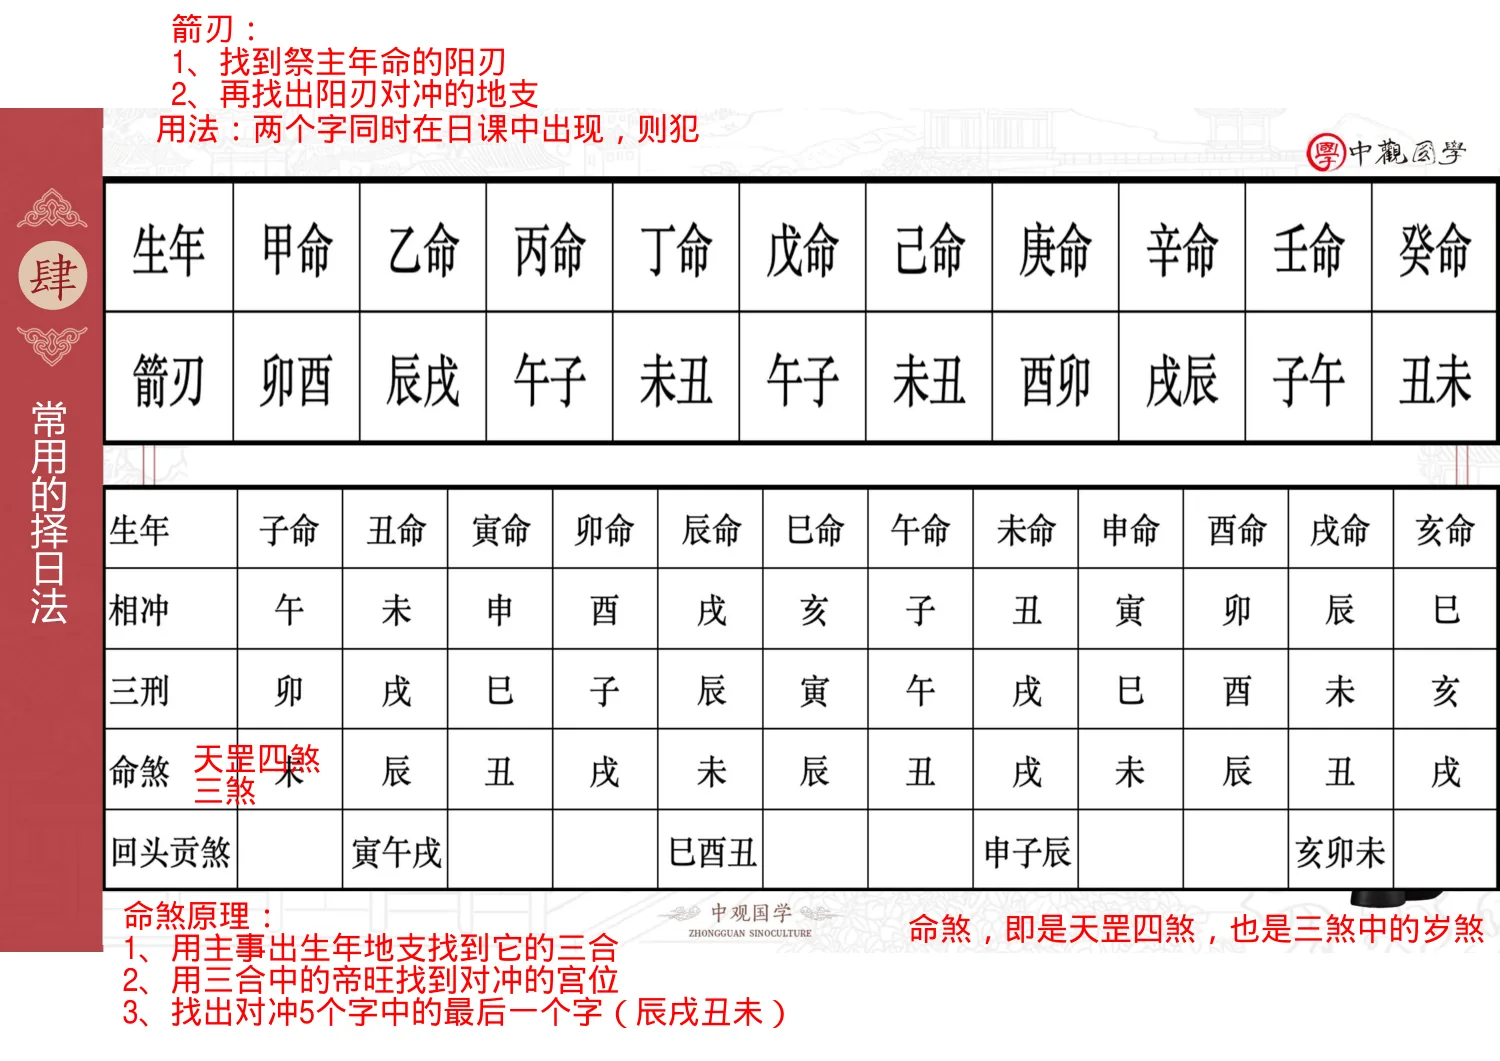 箭刃：
1、找到祭主年命的阳刃
2、再找出阳刃对冲的地支
用法：两个字同时在日课中出现，则犯
學 中觀国學
肆
常用的择日法
生年 甲命 乙命 丙命 丁命 戊命 己命 庚命 辛命 壬命 癸命
箭刃 卯酉 辰戌 午子 未丑 午子 未丑 酉卯 戌辰 子午 丑未
生年 子命 丑命 寅命 卯命 辰命 巳命 午命 未命 申命 酉命 戌命 亥命
相冲 午 未 申 酉 戌 亥 子 丑 寅 卯 辰 巳
三刑 卯 戌 巳 子 辰 寅 午 戌 巳 酉 未 亥
命煞 未 辰 丑 戌 未 辰 丑 戌 未 辰 丑 戌
天罡四煞
三煞
回头贡煞 寅午戌 巳酉丑 申子辰 亥卯未
中观国学
ZHONGGUAN SINOCULTURE
命煞，即是天罡四煞，也是三煞中的岁煞
命煞原理：
1、用主事出生年地支找到它的三合
2、用三合中的帝旺找到对冲的宫位
3、找出对冲5个字中的最后一个字（辰戌丑未）